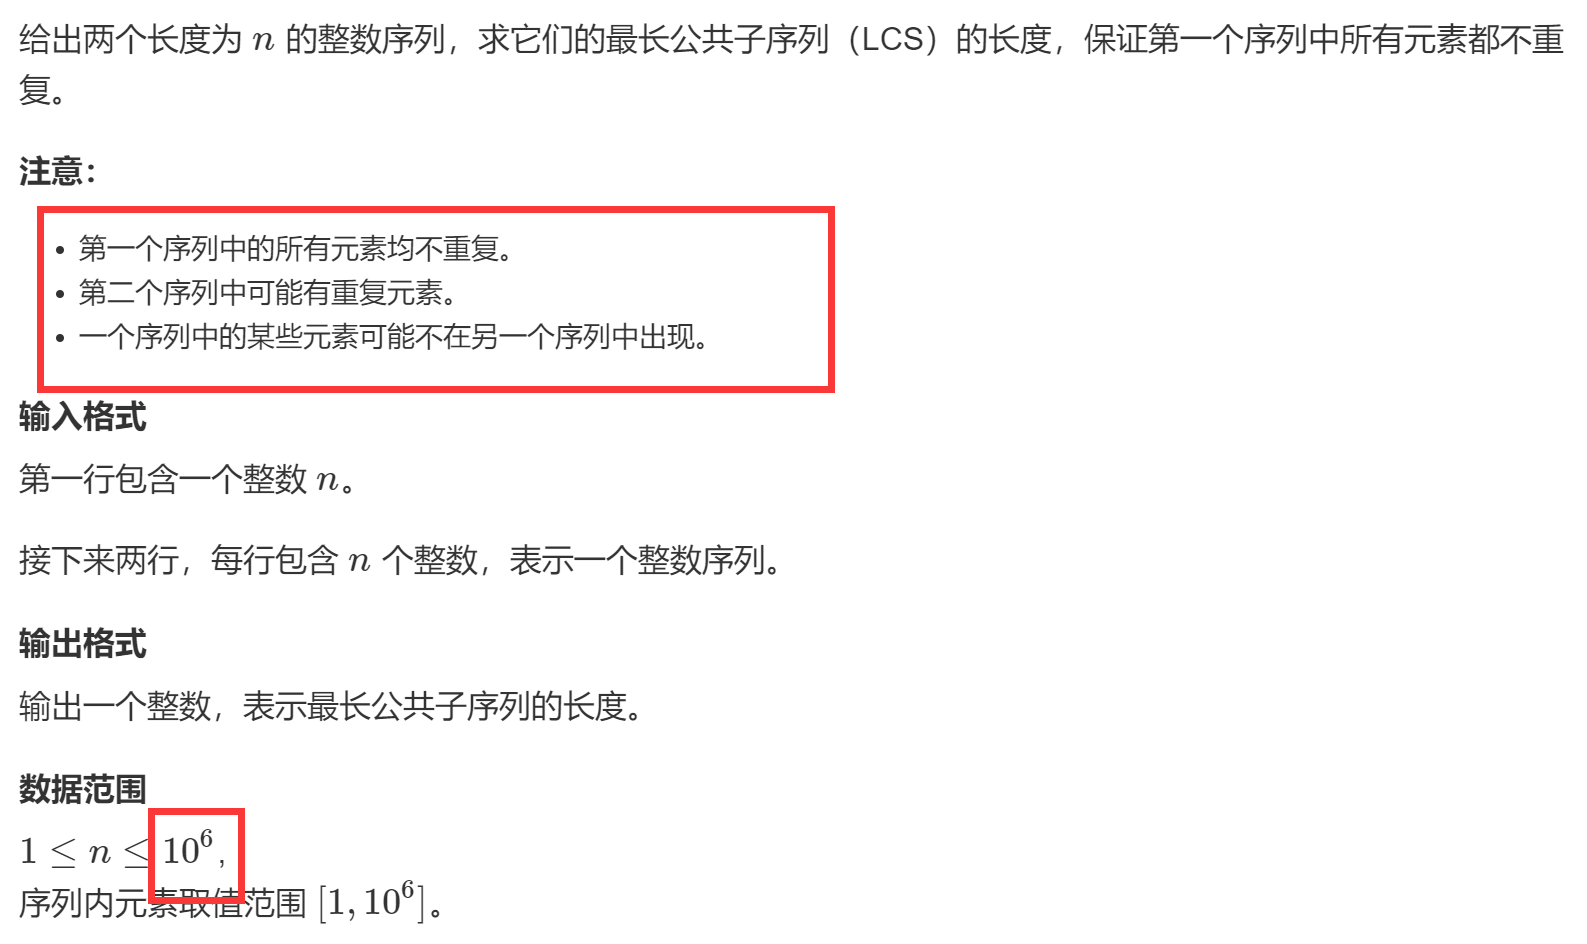 给出两个长度为 n 的整数序列，求它们的最长公共子序列（LCS）的长度，保证第一个序列中所有元素都不重
复。
注意：
• 第一个序列中的所有元素均不重复。
• 第二个序列中可能有重复元素。
• 一个序列中的某些元素可能不在另一个序列中出现。
输入格式
第一行包含一个整数 n。
接下来两行，每行包含 n 个整数，表示一个整数序列。
输出格式
输出一个整数，表示最长公共子序列的长度。
数据范围
1 ≤ n ≤ 10⁶,
序列内元素取值范围 [1, 10⁶]。